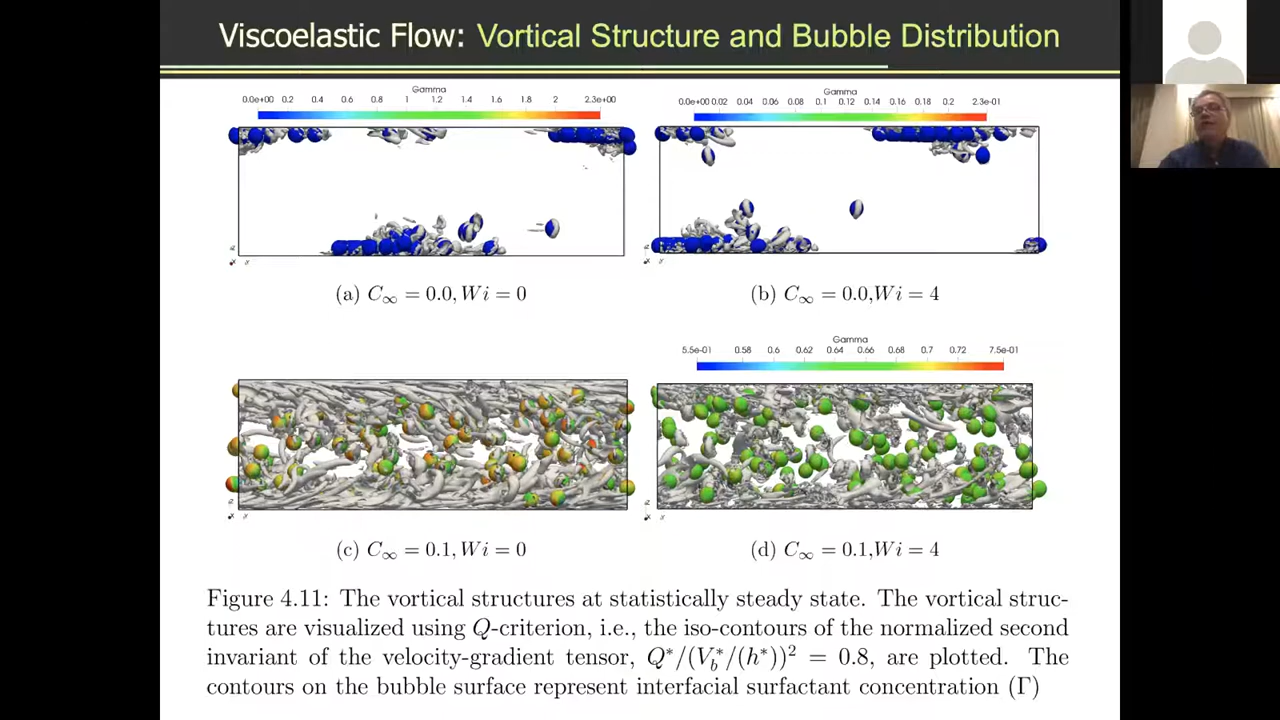 Viscoelastic Flow: Vortical Structure and Bubble Distribution
Gamma
0.0e+00 0.2 0.4 0.6 0.8 1 1.2 1.4 1.6 1.8 2 2.3e+00
Gamma
0.0e+00 0.02 0.04 0.06 0.08 0.1 0.12 0.14 0.16 0.18 0.2 2.3e-01
(a) C∞ = 0.0, Wi = 0
(b) C∞ = 0.0,Wi = 4
Gamma
5.5e-01 0.58 0.6 0.62 0.64 0.66 0.68 0.7 0.72 7.5e-01
(c) C∞ = 0.1, Wi = 0
(d) C∞ = 0.1,Wi = 4
Figure 4.11: The vortical structures at statistically steady state. The vortical struc-
tures are visualized using Q-criterion, i.e., the iso-contours of the normalized second
invariant of the velocity-gradient tensor, Q*/(V_b*/(h*))² = 0.8, are plotted. The
contours on the bubble surface represent interfacial surfactant concentration (Γ)